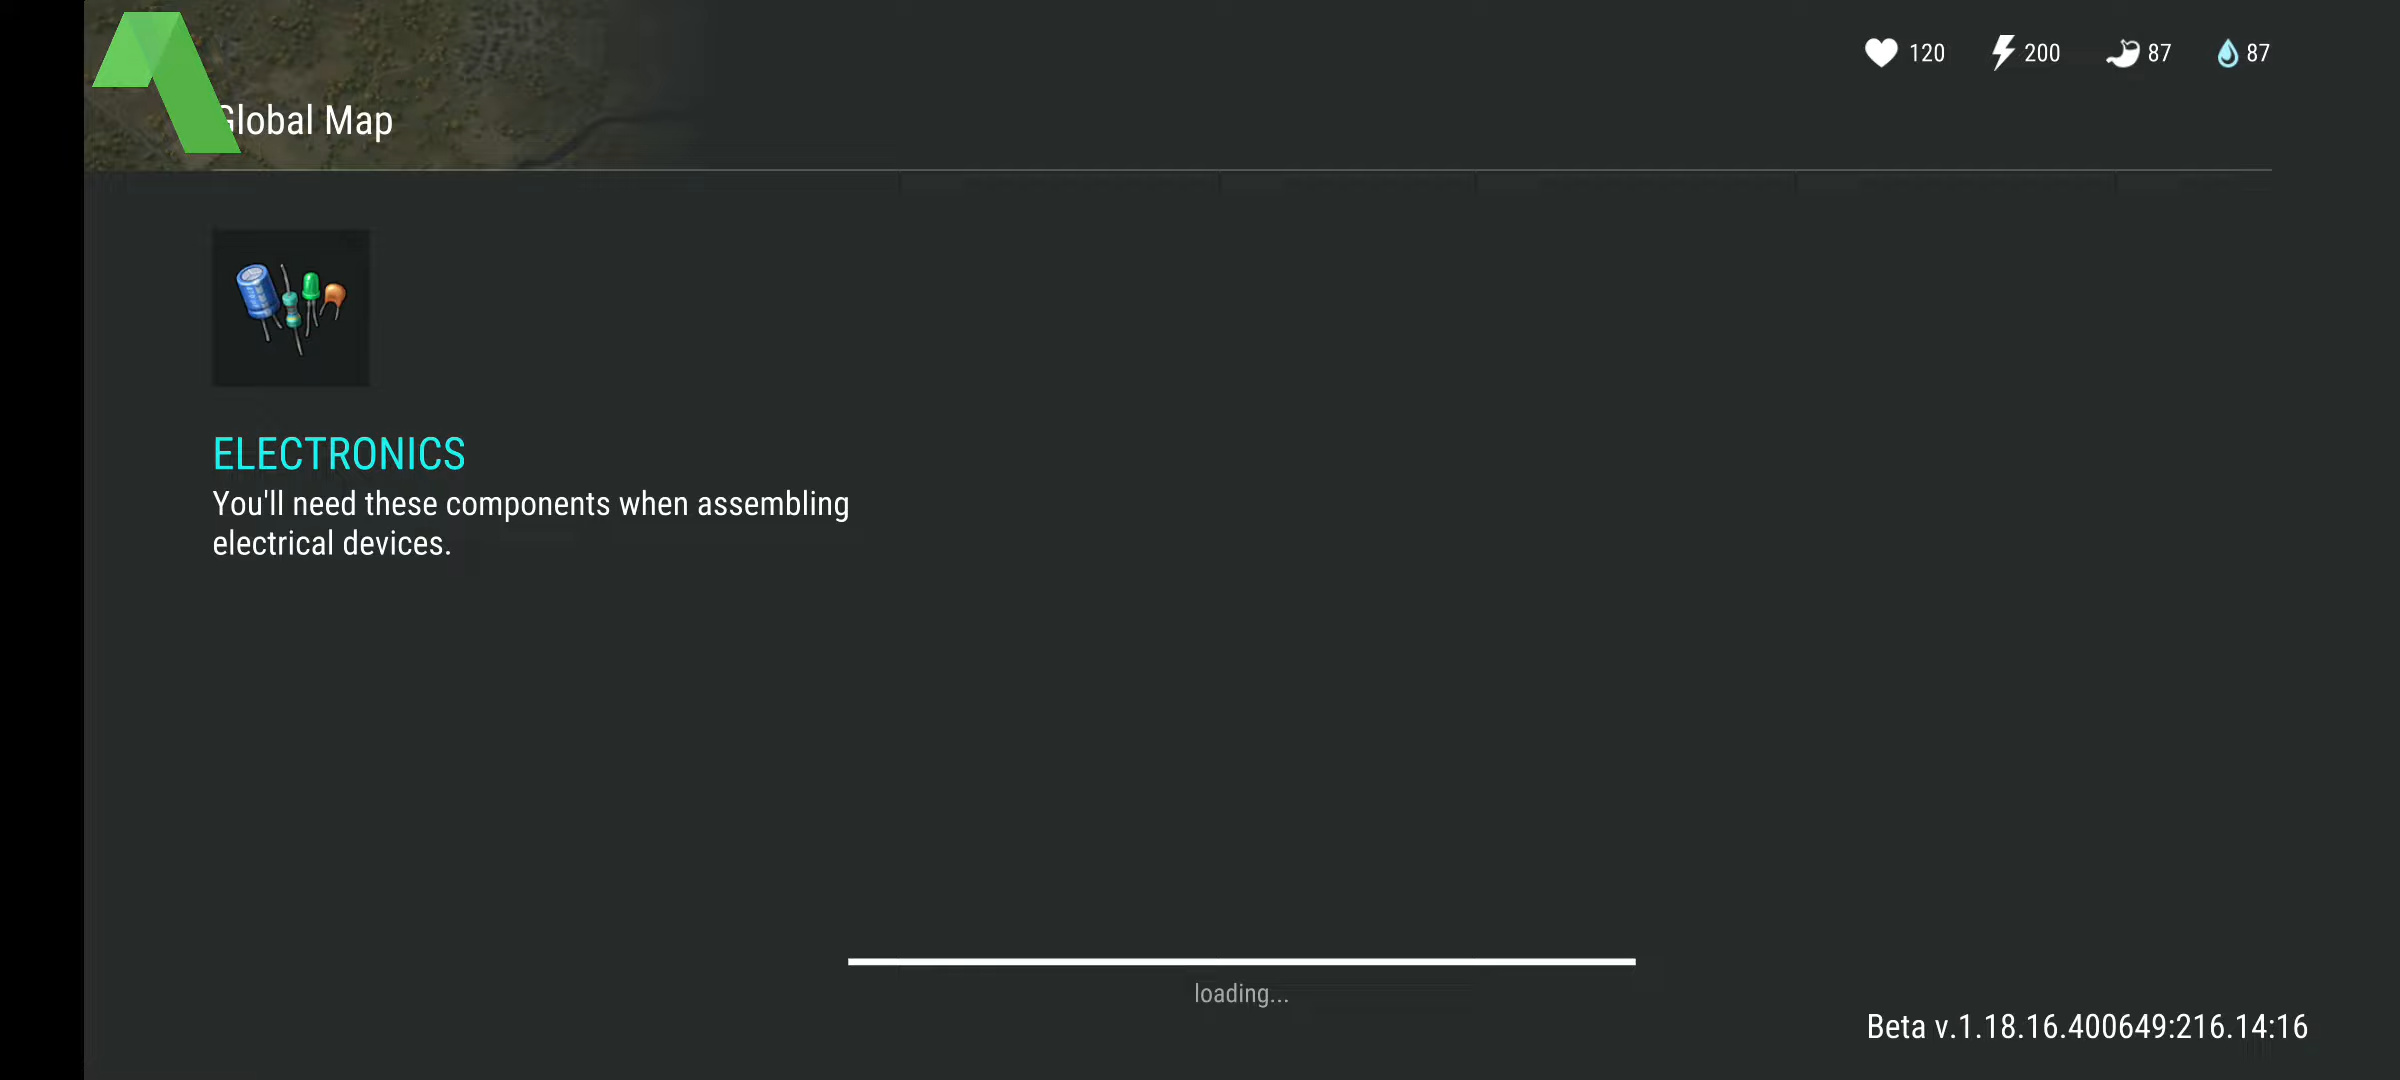 120 200 87 87
Global Map
ELECTRONICS
You'll need these components when assembling
electrical devices.
loading...
Beta v.1.18.16.400649:216.14:16